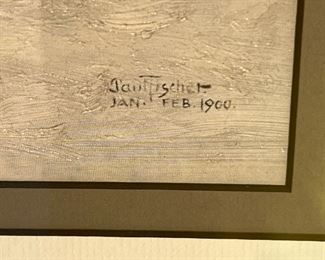 Paul Fischer
JAN. FEB. 1900.